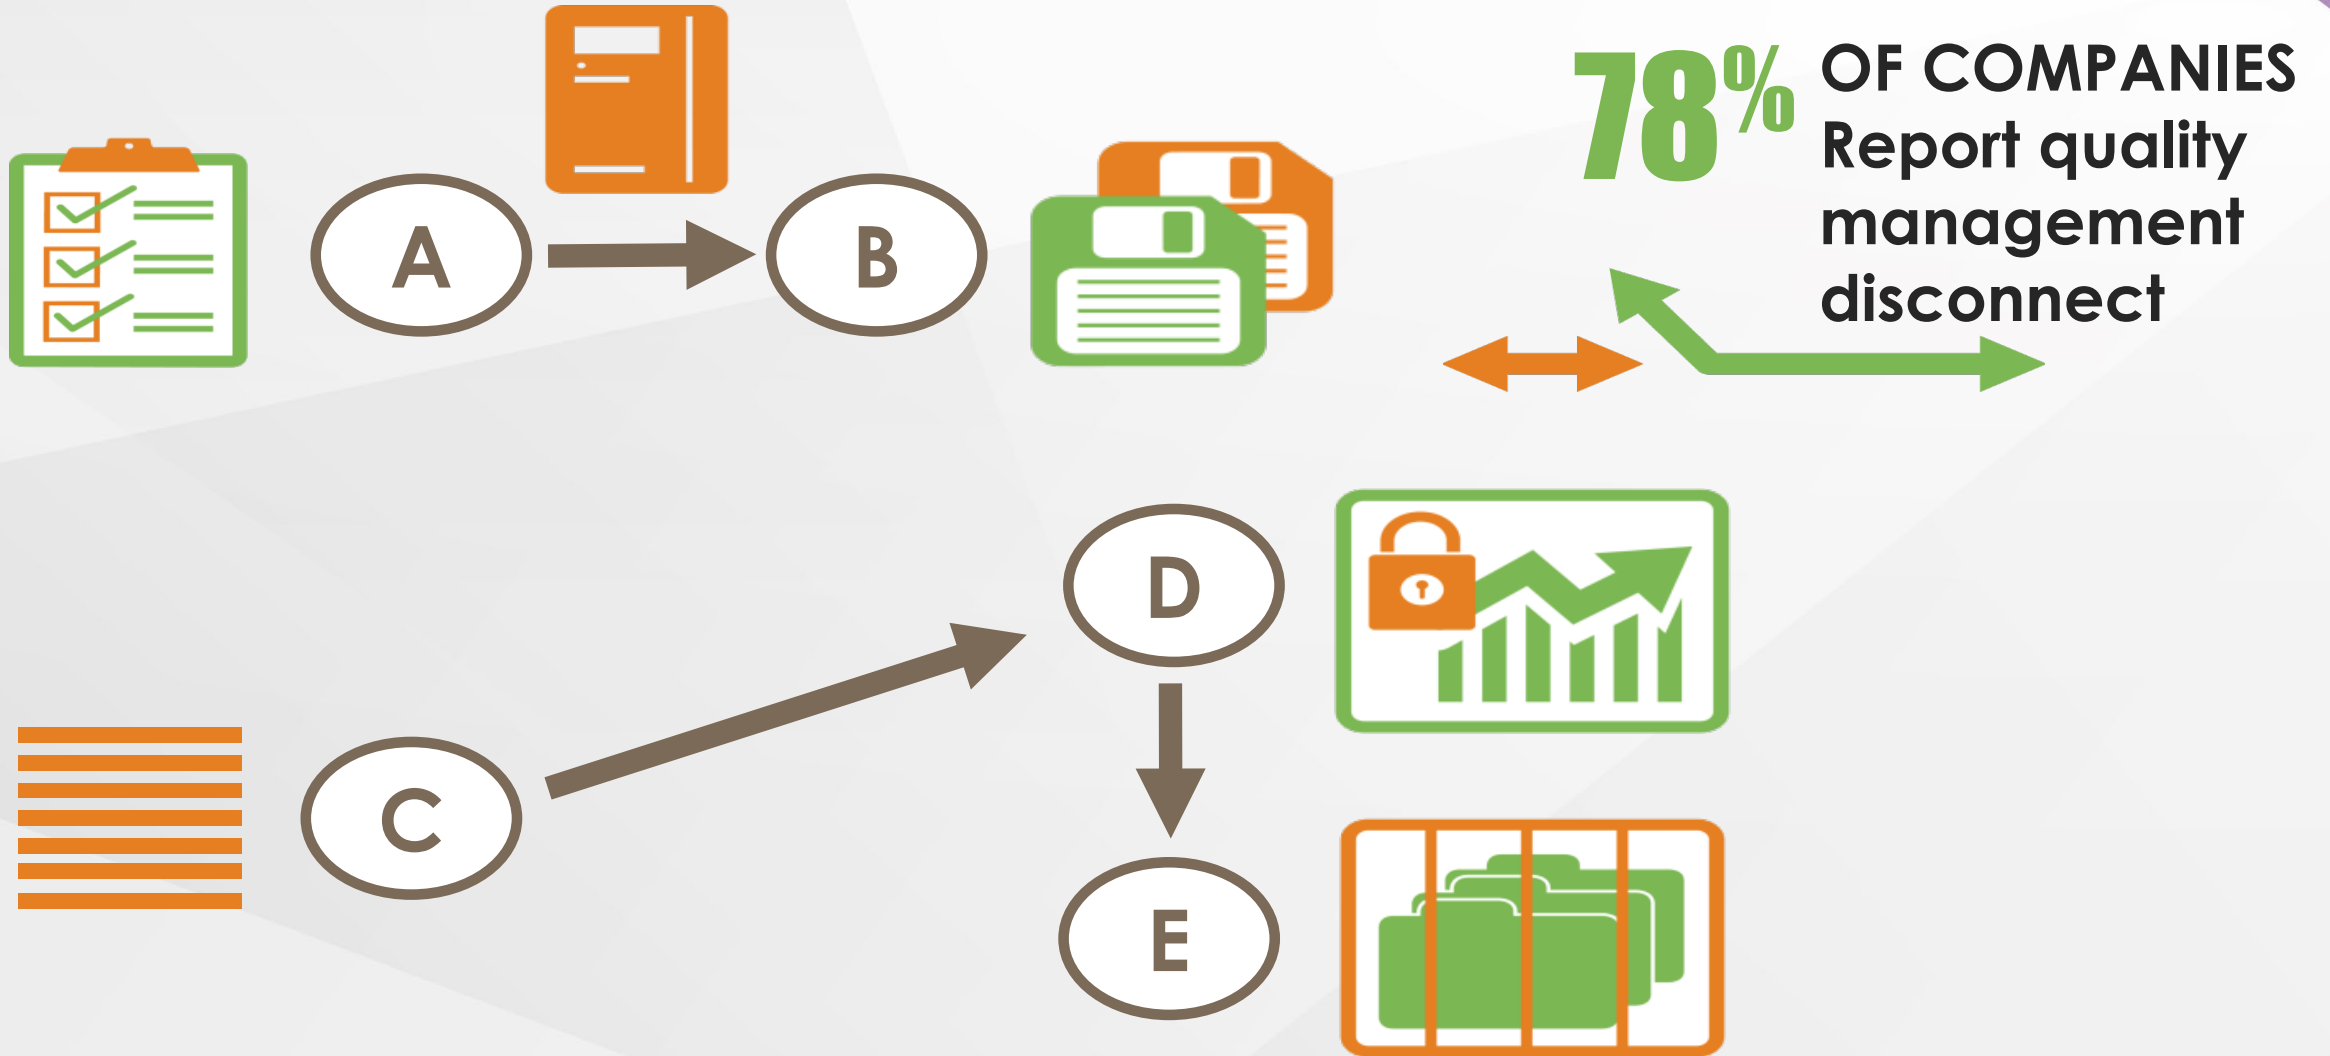 78% OF COMPANIES
Report quality
management
disconnect
A
B
D
C
E